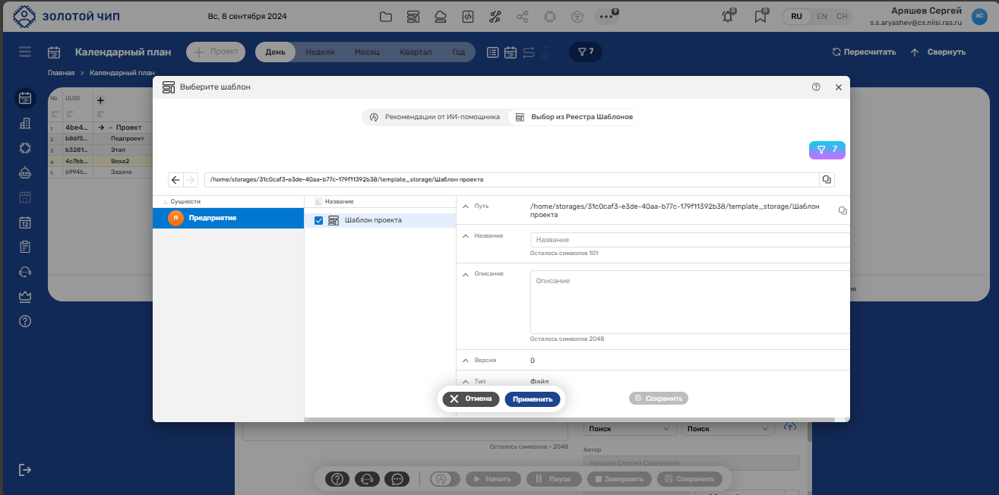 ЗОЛОТОЙ ЧИП
Вс, 8 сентября 2024
9
0
0
RU EN CH
Аряшев Сергей
s.s.aryashev@cs.niisi.ras.ru
АС
Календарный план
Проект
День Неделя Месяц Квартал Год
7
Пересчитать
Свернуть
Главная > Календарный план
№ UUID
1 4be4... → – Проект
2 b86f5... Подпроект
3 b3281... Этап
4 4c7bb... Веха2
5 b994b... Задача
Выберите шаблон
Рекомендации от ИИ-помощника
Выбор из Реестра Шаблонов
7
/home/storages/31c0caf3-e3de-40aa-b77c-179f11392b38/template_storage/Шаблон проекта
Сущности
П Предприятие
Название
Шаблон проекта
Путь
/home/storages/31c0caf3-e3de-40aa-b77c-179f11392b38/template_storage/Шаблон
проекта
Название
Название
Осталось символов 101
Описание
Описание
Осталось символов 2048
Версия 0
Тип Файл
Отмена
Применить
Сохранить
12
Поиск
Поиск
Осталось символов - 2048
Автор
Аряшев Сергей Сергеевич
Начать
Пауза
Завершить
Сохранить